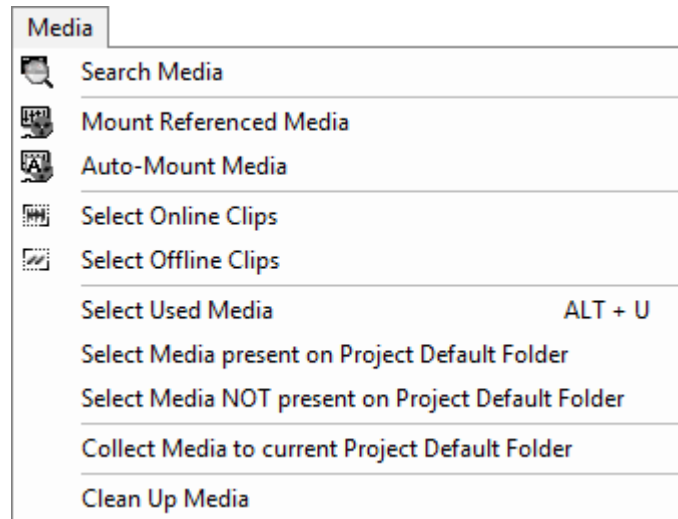 Media
Search Media
Mount Referenced Media
Auto-Mount Media
Select Online Clips
Select Offline Clips
Select Used Media ALT + U
Select Media present on Project Default Folder
Select Media NOT present on Project Default Folder
Collect Media to current Project Default Folder
Clean Up Media